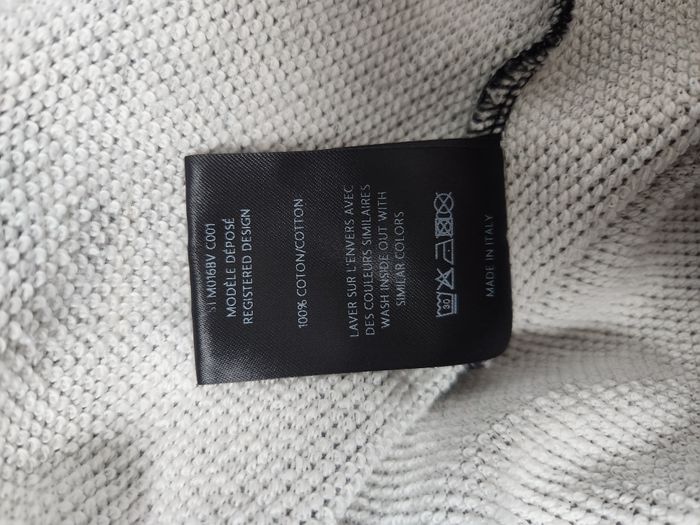 M016BV C001
MODÈLE DÉPOSÉ
REGISTERED DESIGN
100% COTON/COTTON
LAVER SUR L'ENVERS AVEC
DES COULEURS SIMILAIRES
WASH INSIDE OUT WITH
SIMILAR COLORS
30
MADE IN ITALY